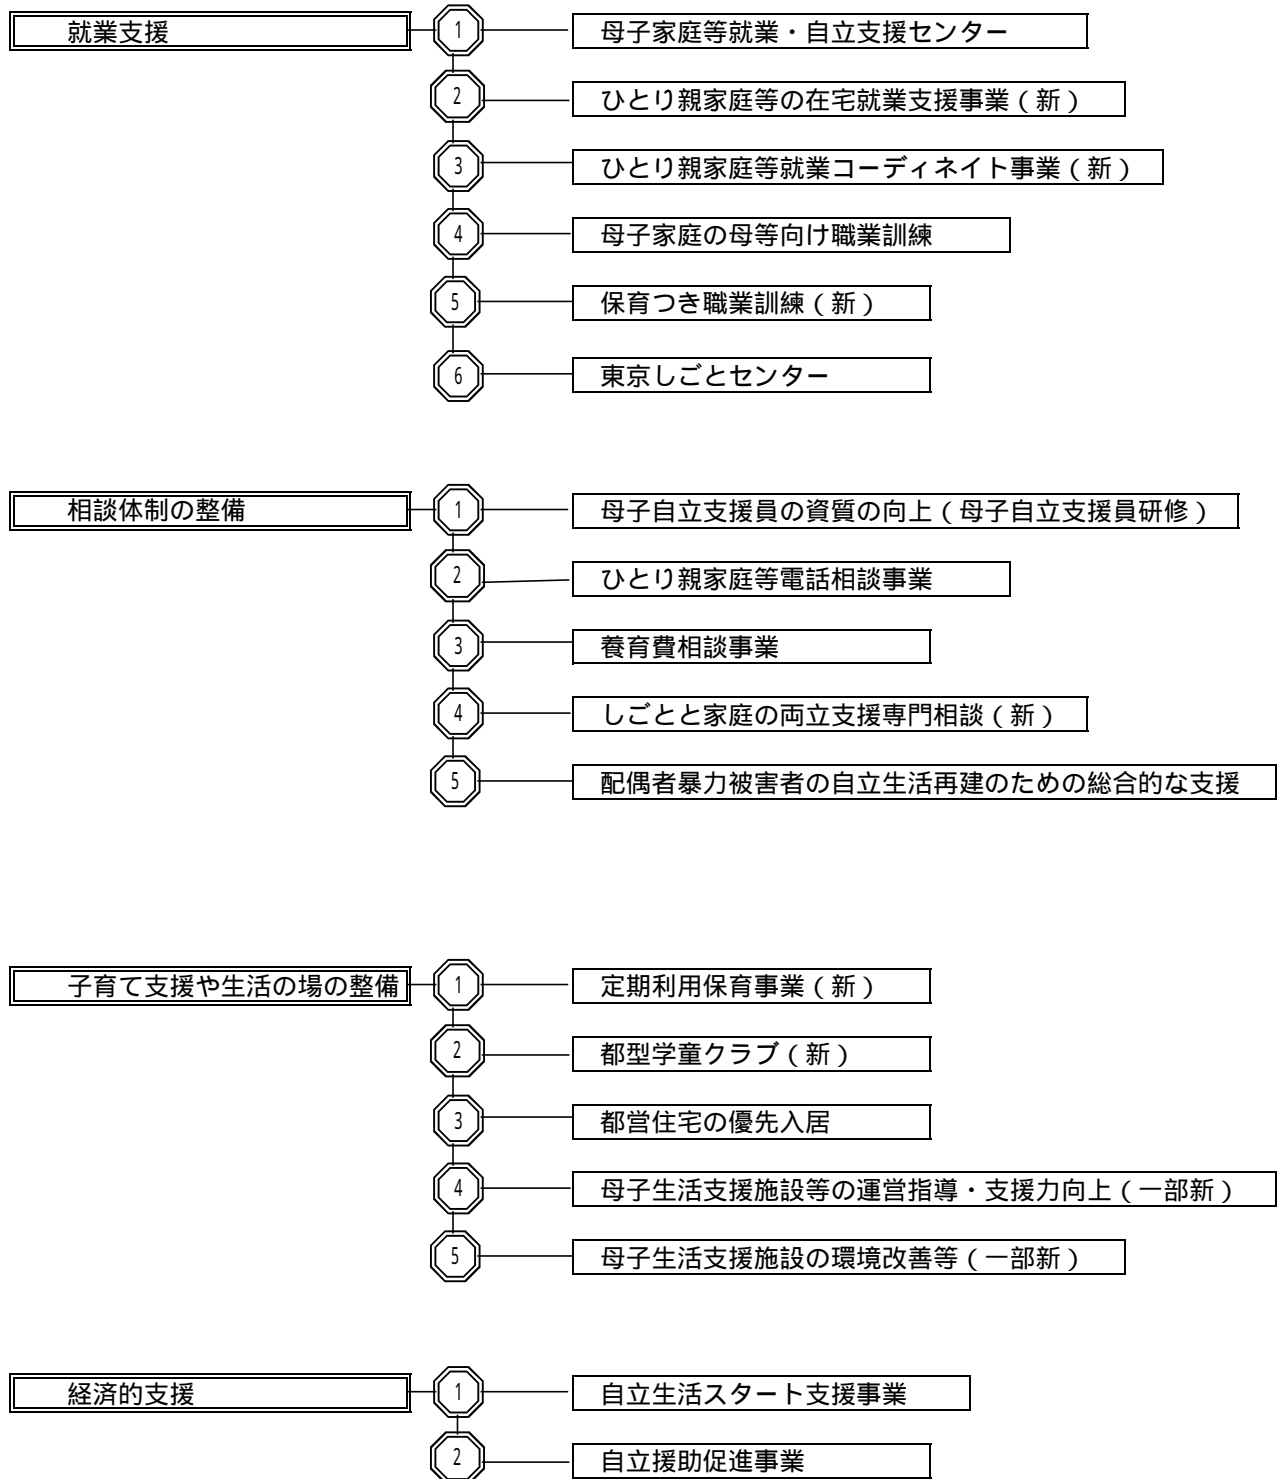 就業支援
1 母子家庭等就業・自立支援センター
2 ひとり親家庭等の在宅就業支援事業(新)
3 ひとり親家庭等就業コーディネイト事業(新)
4 母子家庭の母等向け職業訓練
5 保育つき職業訓練(新)
6 東京しごとセンター
相談体制の整備
1 母子自立支援員の資質の向上(母子自立支援員研修)
2 ひとり親家庭等電話相談事業
3 養育費相談事業
4 しごとと家庭の両立支援専門相談(新)
5 配偶者暴力被害者の自立生活再建のための総合的な支援
子育て支援や生活の場の整備
1 定期利用保育事業(新)
2 都型学童クラブ(新)
3 都営住宅の優先入居
4 母子生活支援施設等の運営指導・支援力向上(一部新)
5 母子生活支援施設の環境改善等(一部新)
経済的支援
1 自立生活スタート支援事業
2 自立援助促進事業